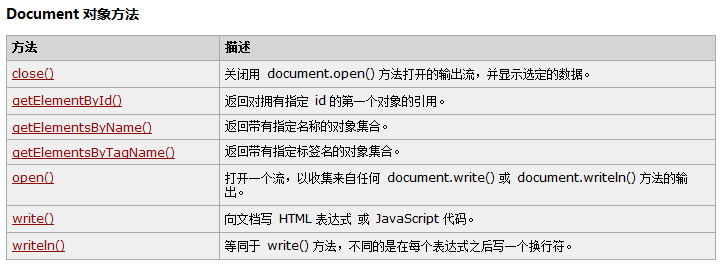 Document 对象方法
方法 描述
close() 关闭用 document.open() 方法打开的输出流，并显示选定的数据。
getElementById() 返回对拥有指定 id 的第一个对象的引用。
getElementsByName() 返回带有指定名称的对象集合。
getElementsByTagName() 返回带有指定标签名的对象集合。
open() 打开一个流，以收集来自任何 document.write() 或 document.writeln() 方法的输
出。
write() 向文档写 HTML 表达式 或 JavaScript 代码。
writeln() 等同于 write() 方法，不同的是在每个表达式之后写一个换行符。